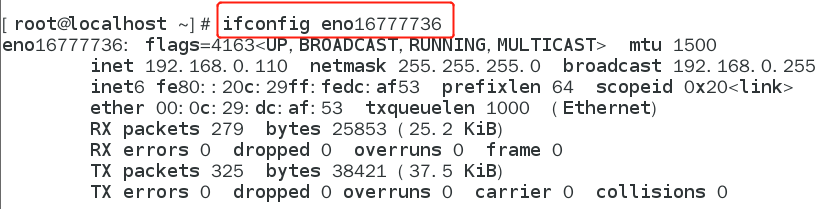 [root@localhost ~]# ifconfig eno16777736
eno16777736: flags=4163<UP,BROADCAST,RUNNING,MULTICAST>  mtu 1500
        inet 192.168.0.110  netmask 255.255.255.0  broadcast 192.168.0.255
        inet6 fe80::20c:29ff:fedc:af53  prefixlen 64  scopeid 0x20<link>
        ether 00:0c:29:dc:af:53  txqueuelen 1000  (Ethernet)
        RX packets 279  bytes 25853 (25.2 KiB)
        RX errors 0  dropped 0  overruns 0  frame 0
        TX packets 325  bytes 38421 (37.5 KiB)
        TX errors 0  dropped 0 overruns 0  carrier 0  collisions 0